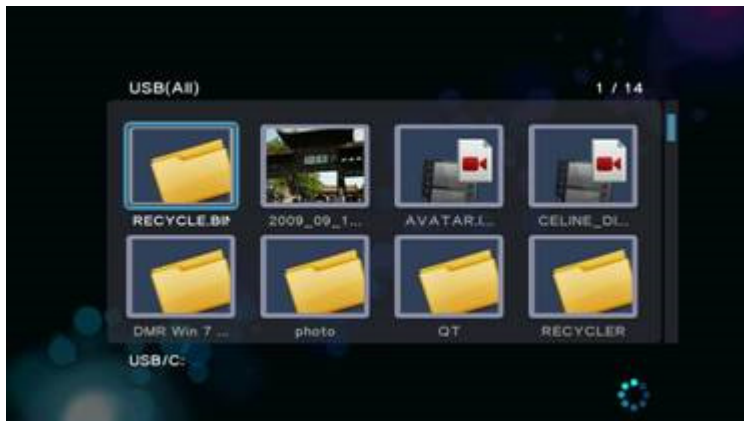 USB(All)
1 / 14
RECYCLE.BIN
2009_09_1...
AVATAR.I...
CELINE_DI...
DMR Win 7 ...
photo
QT
RECYCLER
USB/C: